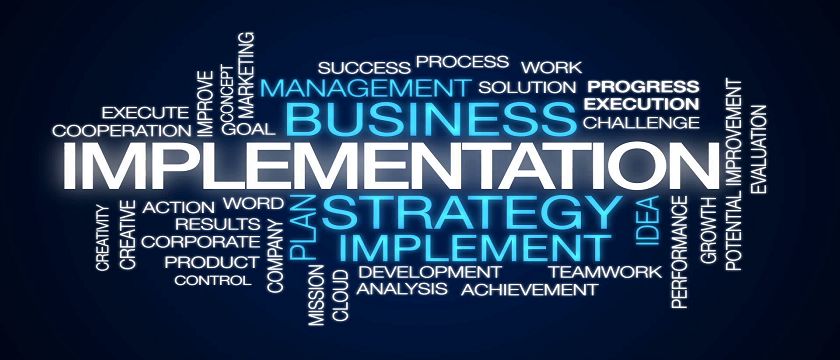 SUCCESS PROCESS WORK
MANAGEMENT SOLUTION PROGRESS
EXECUTION
EXECUTE
COOPERATION
IMPROVE
CONCEPT
MARKETING
GOAL
BUSINESS
CHALLENGE
IMPLEMENTATION
POTENTIAL IMPROVEMENT
EVALUATION
CREATIVITY
CREATIVE
ACTION WORD
RESULTS
CORPORATE
PRODUCT
CONTROL
COMPANY
PLAN
STRATEGY
IMPLEMENT
IDEA
PERFORMANCE
GROWTH
MISSION
CLOUD
DEVELOPMENT TEAMWORK
ANALYSIS ACHIEVEMENT